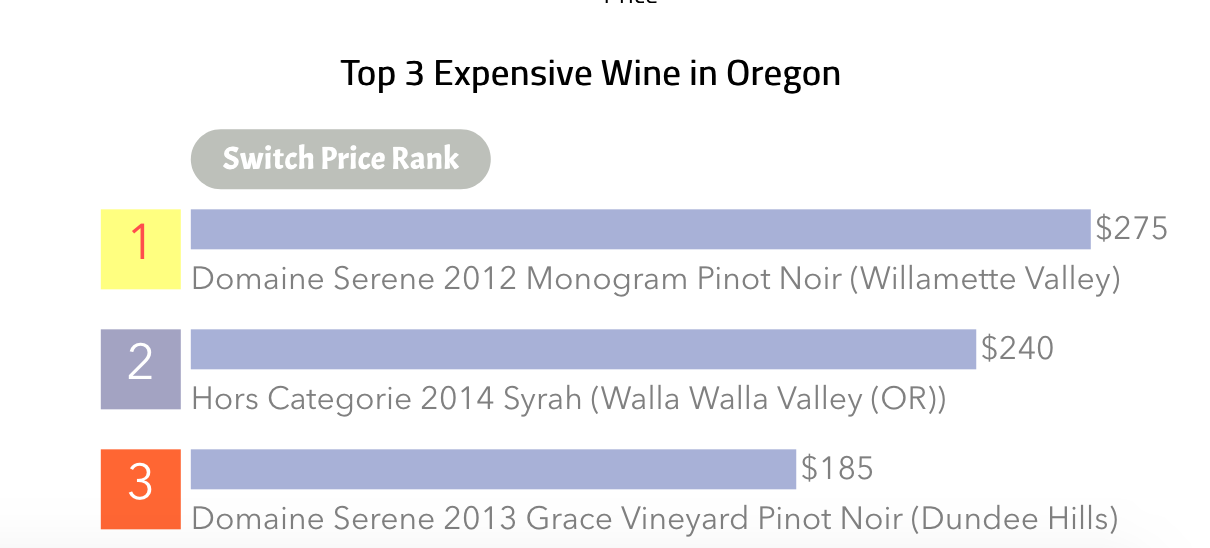 Top 3 Expensive Wine in Oregon
Switch Price Rank
1
$275
Domaine Serene 2012 Monogram Pinot Noir (Willamette Valley)
2
$240
Hors Categorie 2014 Syrah (Walla Walla Valley (OR))
3
$185
Domaine Serene 2013 Grace Vineyard Pinot Noir (Dundee Hills)